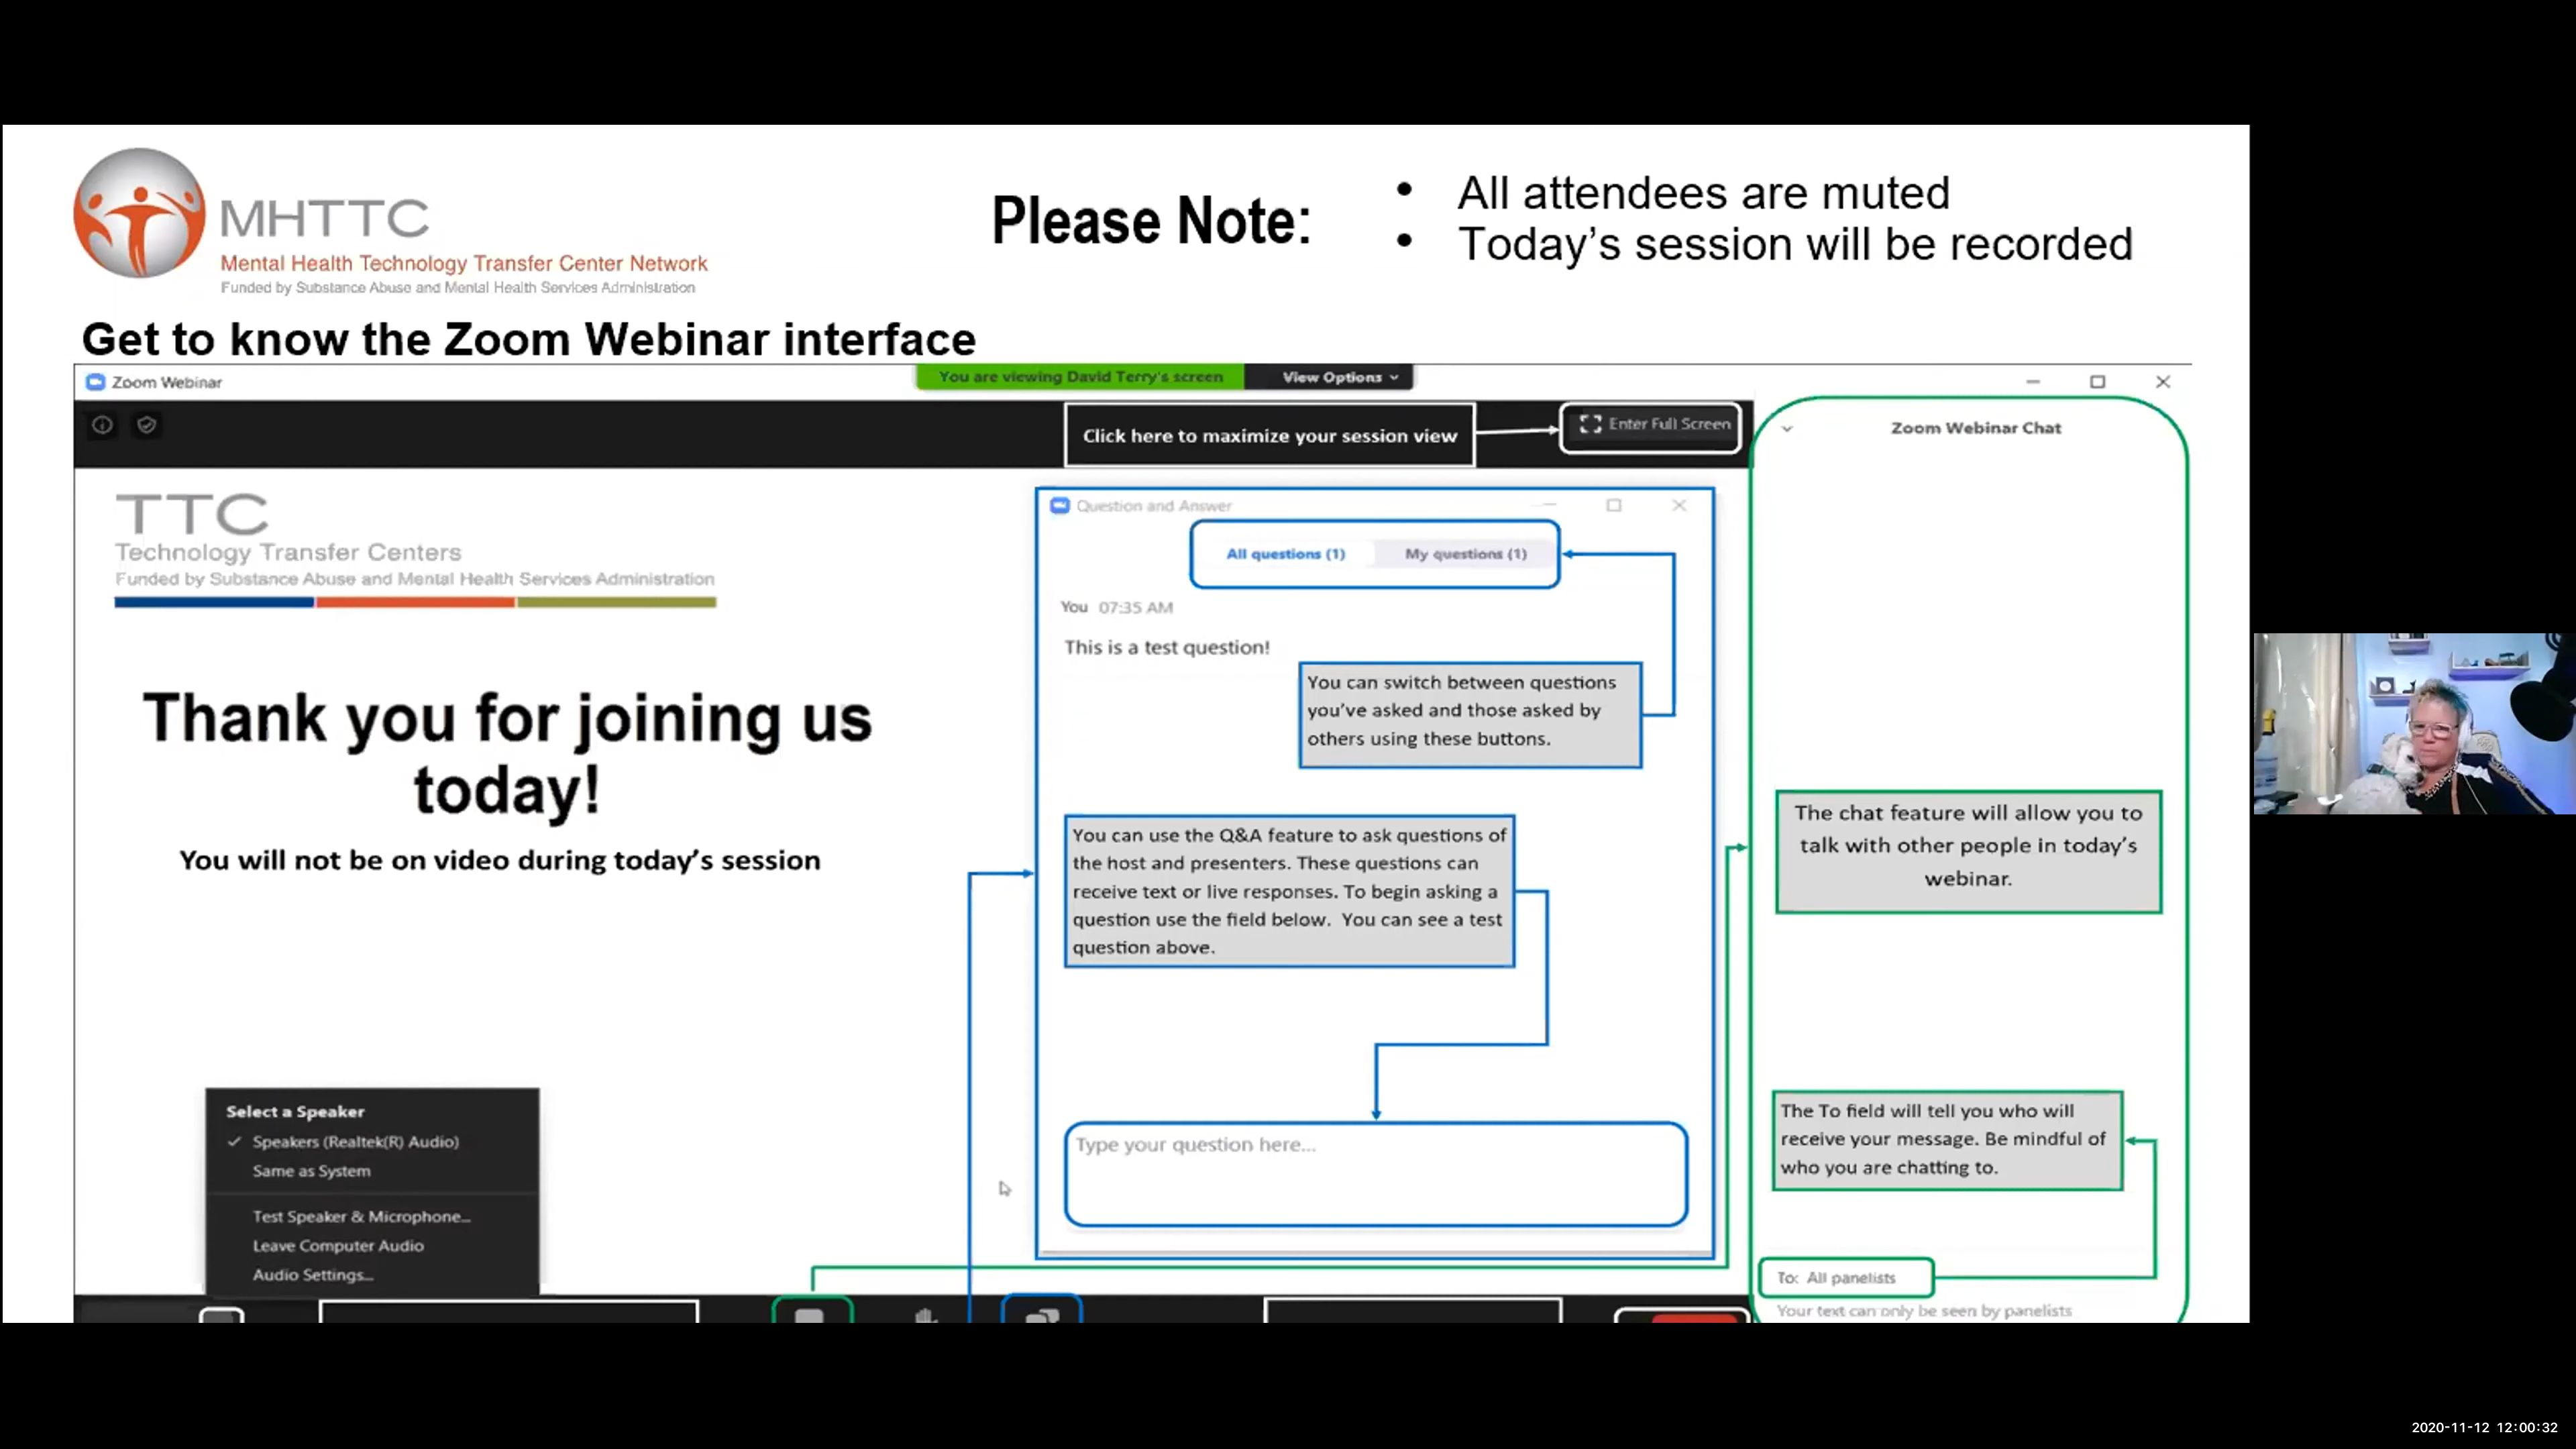 MHTTC
Mental Health Technology Transfer Center Network
Funded by Substance Abuse and Mental Health Services Administration
Please Note:
• All attendees are muted
• Today's session will be recorded
Get to know the Zoom Webinar interface
Zoom Webinar
You are viewing David Terry's screen
View Options
Click here to maximize your session view
Enter Full Screen
Zoom Webinar Chat
TTC
Technology Transfer Centers
Funded by Substance Abuse and Mental Health Services Administration
Thank you for joining us
today!
You will not be on video during today's session
Question and Answer
All questions (1)
My questions (1)
You 07:35 AM
This is a test question!
You can switch between questions
you've asked and those asked by
others using these buttons.
You can use the Q&A feature to ask questions of
the host and presenters. These questions can
receive text or live responses. To begin asking a
question use the field below. You can see a test
question above.
Type your question here...
The chat feature will allow you to
talk with other people in today's
webinar.
The To field will tell you who will
receive your message. Be mindful of
who you are chatting to.
To: All panelists
Your text can only be seen by panelists
Select a Speaker
Speakers (Realtek(R) Audio)
Same as System
Test Speaker & Microphone...
Leave Computer Audio
Audio Settings...
2020-11-12 12:00:32